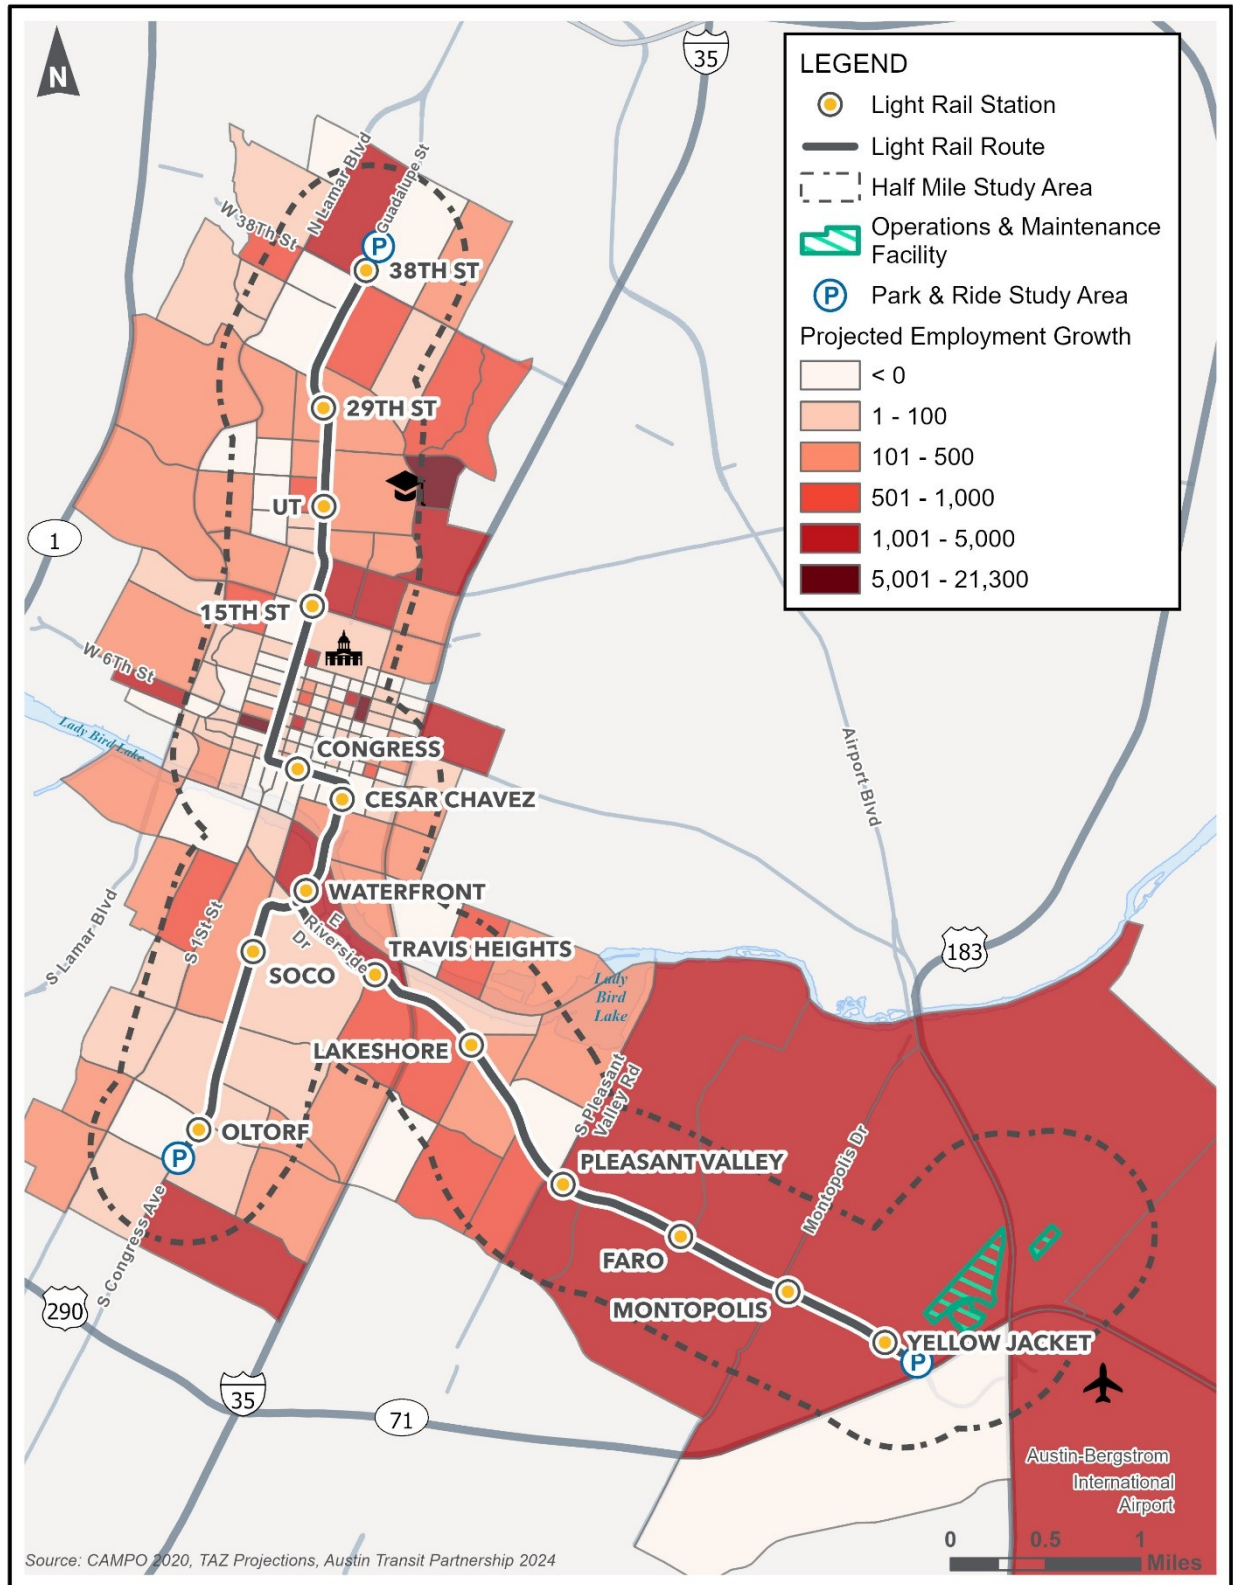 N
35
LEGEND
Light Rail Station
Light Rail Route
Half Mile Study Area
Operations & Maintenance
Facility
P
Park & Ride Study Area
Projected Employment Growth
< 0
1 - 100
101 - 500
501 - 1,000
1,001 - 5,000
5,001 - 21,300
N Lamar Blvd
Guadalupe St
W 38Th St
P
38TH ST
29TH ST
UT
1
15TH ST
W 6Th St
Lady Bird Lake
CONGRESS
CESAR CHAVEZ
Airport Blvd
WATERFRONT
E
Riverside
Dr
S Lamar Blvd
S 1St St
SOCO
TRAVIS HEIGHTS
183
Lady
Bird
Lake
LAKESHORE
S Pleasant
Valley Rd
OLTORF
P
Montopolis Dr
PLEASANT VALLEY
S Congress Ave
FARO
MONTOPOLIS
290
YELLOW JACKET
P
35
71
Austin-Bergstrom
International
Airport
0 0.5 1
Miles
Source: CAMPO 2020, TAZ Projections, Austin Transit Partnership 2024